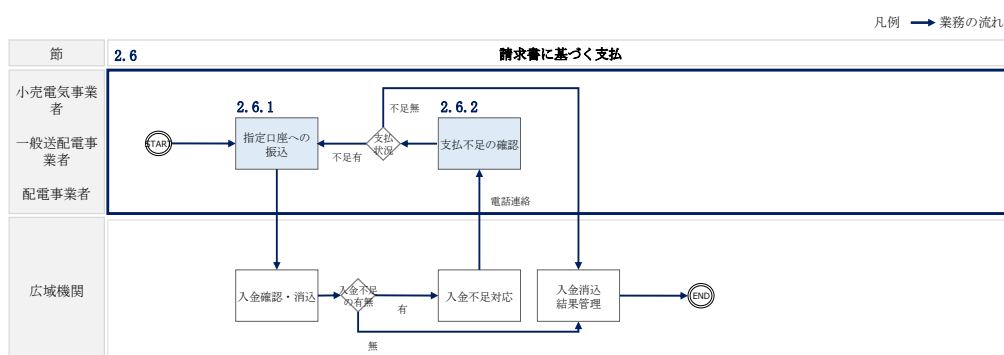 凡例 業務の流れ
節
2.6
請求書に基づく支払
小売電気事業
者
一般送配電事
業者
配電事業者
START
2.6.1
指定口座への
振込
不足有
支払
状況
不足無
2.6.2
支払不足の確認
電話連絡
広域機関
入金確認・消込
入金不足
の有無
有
無
入金不足対応
入金消込
結果管理
END